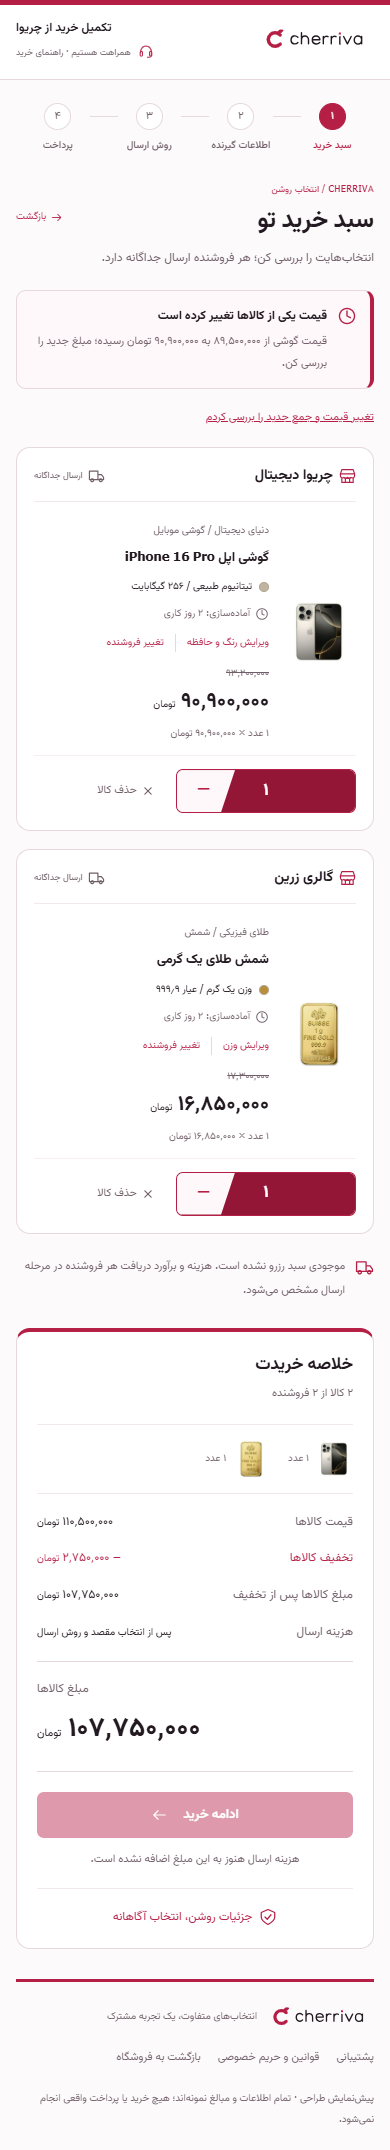 cherriva
تکمیل خرید از چریوا
همراهت هستیم · راهنمای خرید
۱
۲
۳
۴
سبد خرید
اطلاعات گیرنده
روش ارسال
پرداخت
CHERRIVA / انتخاب روشن
سبد خرید تو
بازگشت
انتخاب‌هایت را بررسی کن؛ هر فروشنده ارسال جداگانه دارد.
قیمت یکی از کالاها تغییر کرده است
قیمت گوشی از ۸۹,۵۰۰,۰۰۰ به ۹۰,۹۰۰,۰۰۰ تومان رسیده؛ مبلغ جدید را
بررسی کن.
تغییر قیمت و جمع جدید را بررسی کردم
چریوا دیجیتال
ارسال جداگانه
دنیای دیجیتال / گوشی موبایل
گوشی اپل iPhone 16 Pro
تیتانیوم طبیعی / ۲۵۶ گیگابایت
آماده‌سازی: ۲ روز کاری
ویرایش رنگ و حافظه
تغییر فروشنده
۹۳,۲۰۰,۰۰۰
۹۰,۹۰۰,۰۰۰ تومان
۱ عدد × ۹۰,۹۰۰,۰۰۰ تومان
۱
−
حذف کالا
گالری زرین
ارسال جداگانه
طلای فیزیکی / شمش
شمش طلای یک گرمی
وزن یک گرم / عیار ۹۹۹٫۹
آماده‌سازی: ۲ روز کاری
ویرایش وزن
تغییر فروشنده
۱۷,۳۰۰,۰۰۰
۱۶,۸۵۰,۰۰۰ تومان
۱ عدد × ۱۶,۸۵۰,۰۰۰ تومان
SUISSE
1g
FINE GOLD
999.9
۱
−
حذف کالا
موجودی سبد رزرو نشده است. هزینه و برآورد دریافت هر فروشنده در مرحله
ارسال مشخص می‌شود.
خلاصه خریدت
۲ کالا از ۲ فروشنده
۱ عدد
۱ عدد
قیمت کالاها
۱۱۰,۵۰۰,۰۰۰ تومان
تخفیف کالاها
− ۲,۷۵۰,۰۰۰ تومان
مبلغ کالاها پس از تخفیف
۱۰۷,۷۵۰,۰۰۰ تومان
هزینه ارسال
پس از انتخاب مقصد و روش ارسال
مبلغ کالاها
۱۰۷,۷۵۰,۰۰۰ تومان
ادامه خرید
هزینه ارسال هنوز به این مبلغ اضافه نشده است.
جزئیات روشن، انتخاب آگاهانه
cherriva
انتخاب‌های متفاوت، یک تجربه مشترک
پشتیبانی
قوانین و حریم خصوصی
بازگشت به فروشگاه
پیش‌نمایش طراحی · تمام اطلاعات و مبالغ نمونه‌اند؛ هیچ خرید یا پرداخت واقعی انجام
نمی‌شود.